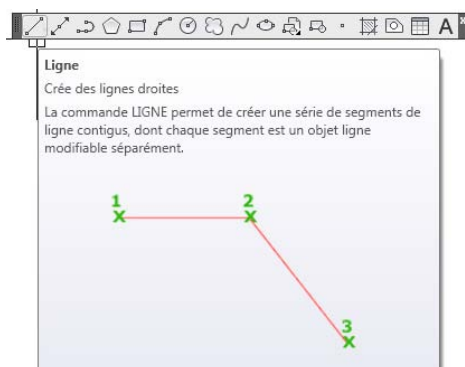 A
Ligne
Crée des lignes droites
La commande LIGNE permet de créer une série de segments de
ligne contigus, dont chaque segment est un objet ligne
modifiable séparément.
1
2
3